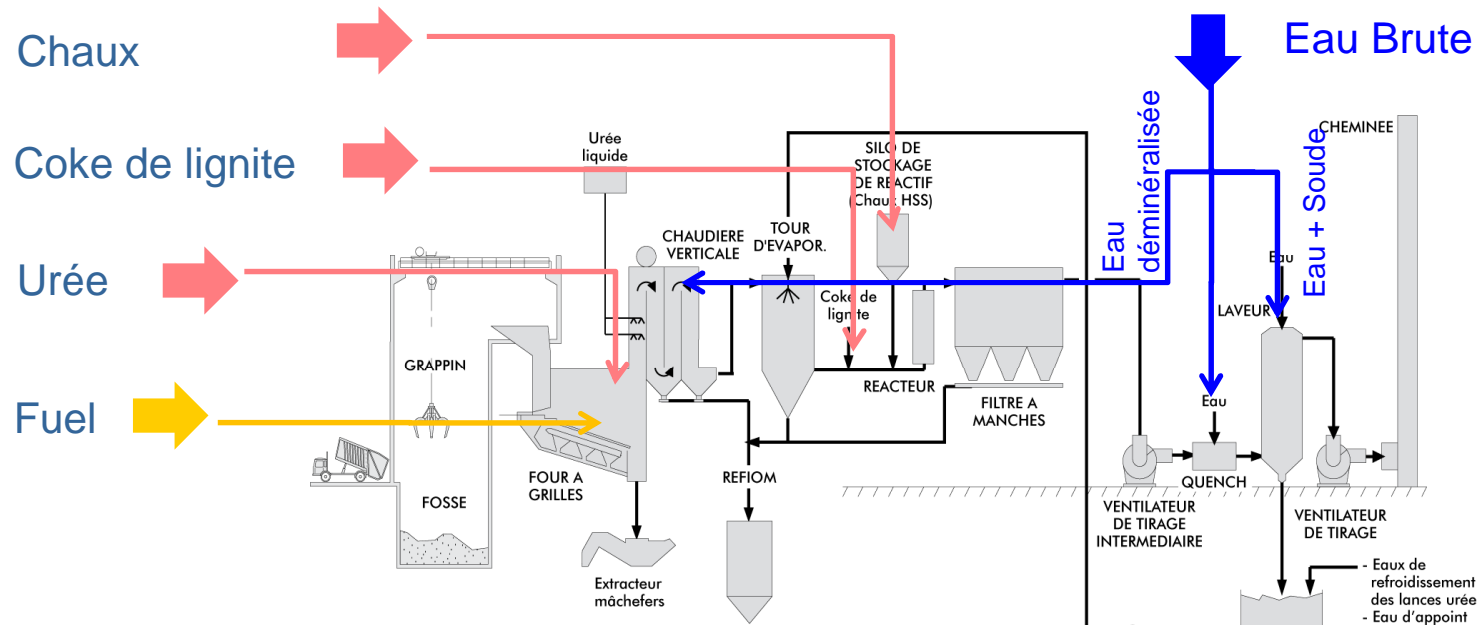 Chaux
Eau Brute
Coke de lignite
Urée
Fuel
Urée
liquide
SILO DE
STOCKAGE
DE REACTIF
(Chaux HSS)
CHEMINEE
Eau
déminéralisée
Eau + Soude
CHAUDIERE
VERTICALE
TOUR
D'EVAPOR.
Coke de
lignite
Eau
LAVEUR
GRAPPIN
REACTEUR
FILTRE A
MANCHES
Eau
FOUR A
GRILLES
REFIOM
QUENCH
FOSSE
VENTILATEUR
DE TIRAGE
INTERMEDIAIRE
VENTILATEUR
DE TIRAGE
Extracteur
mâchefers
- Eaux de
refroidissement
des lances urée
- Eau d'appoint